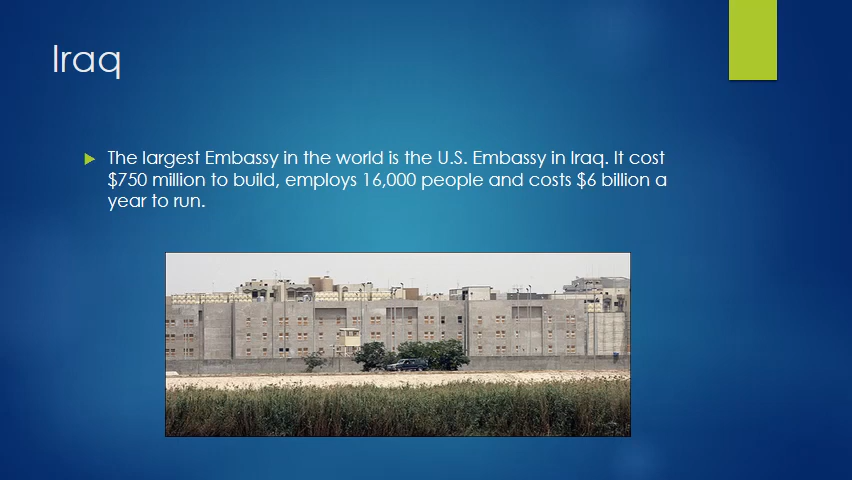 Iraq
The largest Embassy in the world is the U.S. Embassy in Iraq. It cost
$750 million to build, employs 16,000 people and costs $6 billion a
year to run.